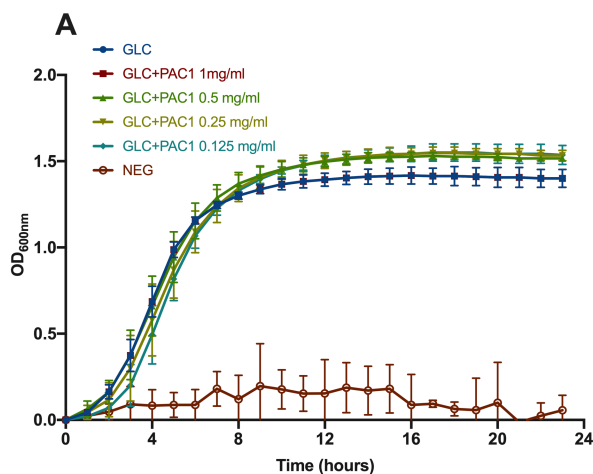 A
GLC
GLC+PAC1 1mg/ml
GLC+PAC1 0.5 mg/ml
GLC+PAC1 0.25 mg/ml
GLC+PAC1 0.125 mg/ml
NEG
2.0
1.5
1.0
0.5
0.0
OD600nm
0 4 8 12 16 20 24
Time (hours)